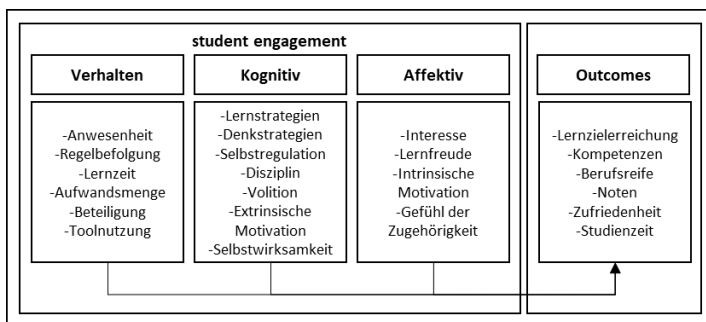 student engagement
Verhalten
-Anwesenheit
-Regelbefolgung
-Lernzeit
-Aufwandsmenge
-Beteiligung
-Toolnutzung
Kognitiv
-Lernstrategien
-Denkstrategien
-Selbstregulation
-Disziplin
-Volition
-Extrinsische
Motivation
-Selbstwirksamkeit
Affektiv
-Interesse
-Lernfreude
-Intrinsische
Motivation
-Gefühl der
Zugehörigkeit
Outcomes
-Lernzielerreichung
-Kompetenzen
-Berufsreife
-Noten
-Zufriedenheit
-Studienzeit